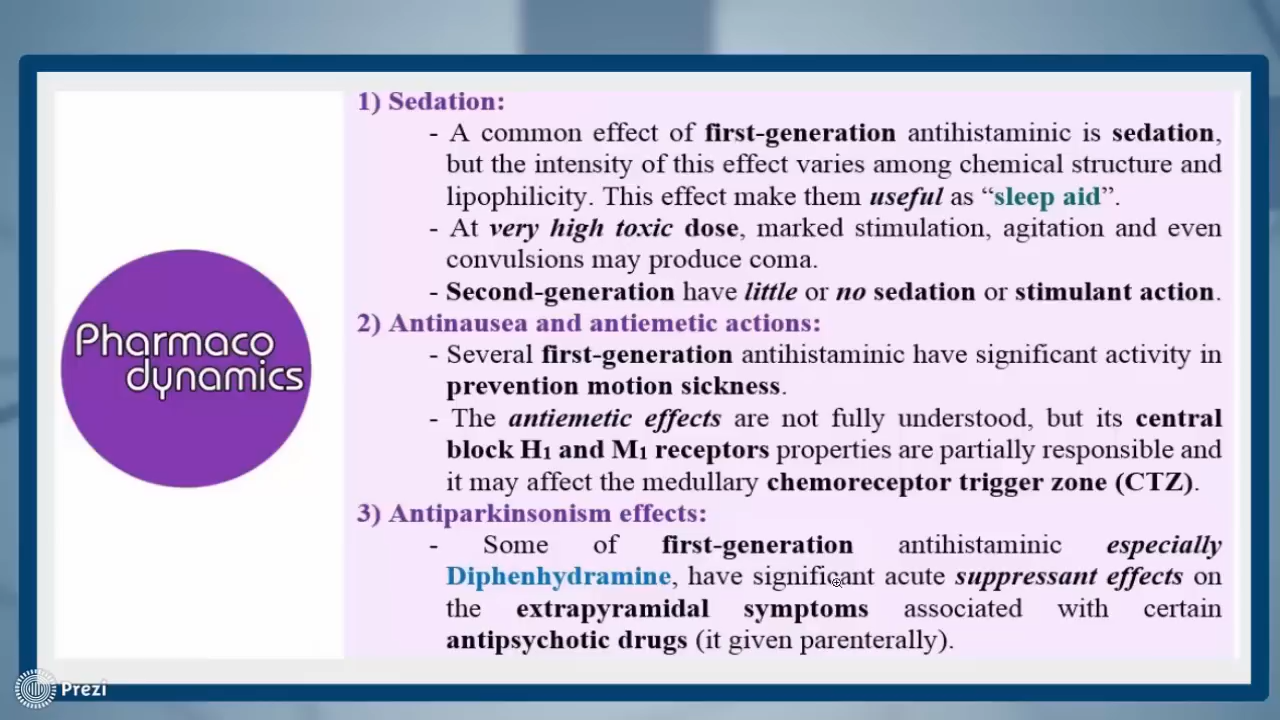 Pharmaco
dynamics
1) Sedation:
- A common effect of first-generation antihistaminic is sedation,
but the intensity of this effect varies among chemical structure and
lipophilicity. This effect make them useful as “sleep aid”.
- At very high toxic dose, marked stimulation, agitation and even
convulsions may produce coma.
- Second-generation have little or no sedation or stimulant action.
2) Antinausea and antiemetic actions:
- Several first-generation antihistaminic have significant activity in
prevention motion sickness.
- The antiemetic effects are not fully understood, but its central
block H₁ and M₁ receptors properties are partially responsible and
it may affect the medullary chemoreceptor trigger zone (CTZ).
3) Antiparkinsonism effects:
- Some of first-generation antihistaminic especially
Diphenhydramine, have significant acute suppressant effects on
the extrapyramidal symptoms associated with certain
antipsychotic drugs (it given parenterally).
Prezi